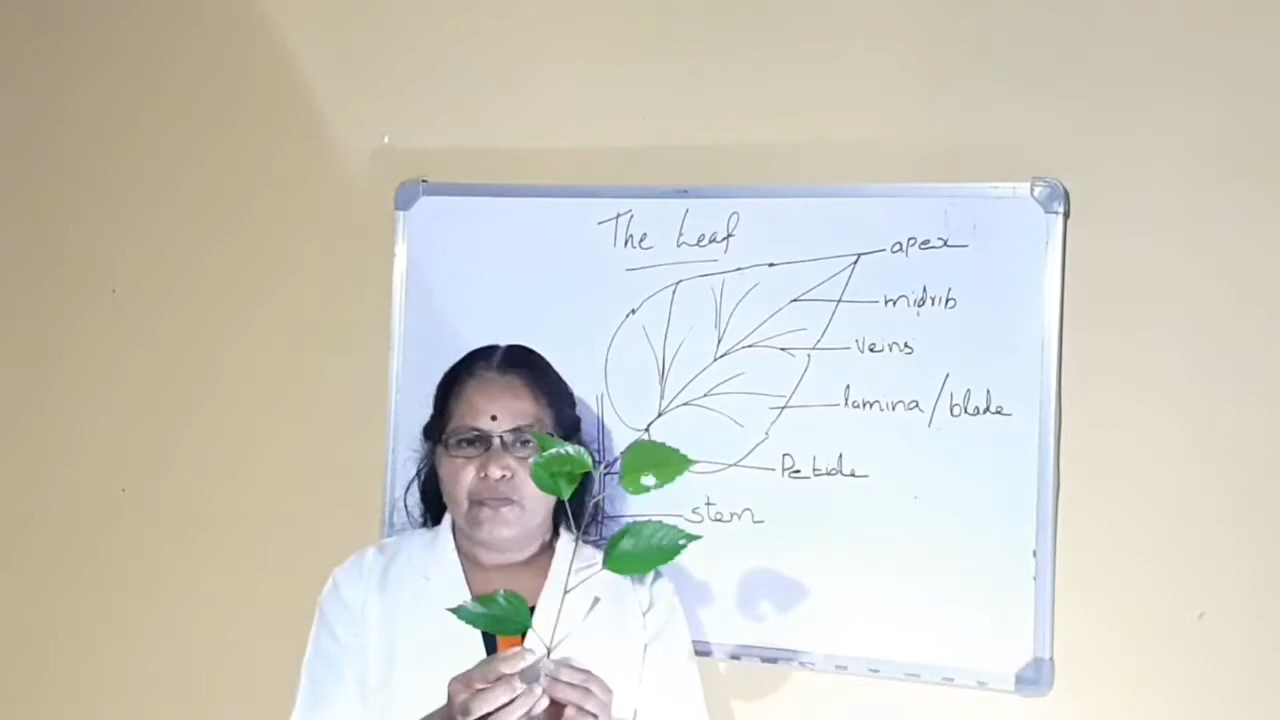 The Leaf
apex
midrib
veins
lamina/blade
Petiole
stem